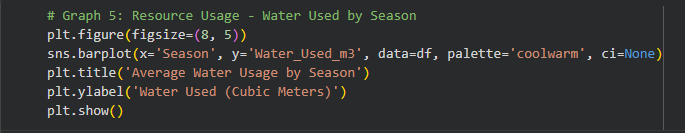 # Graph 5: Resource Usage - Water Used by Season
plt.figure(figsize=(8, 5))
sns.barplot(x='Season', y='Water_Used_m3', data=df, palette='coolwarm', ci=None)
plt.title('Average Water Usage by Season')
plt.ylabel('Water Used (Cubic Meters)')
plt.show()